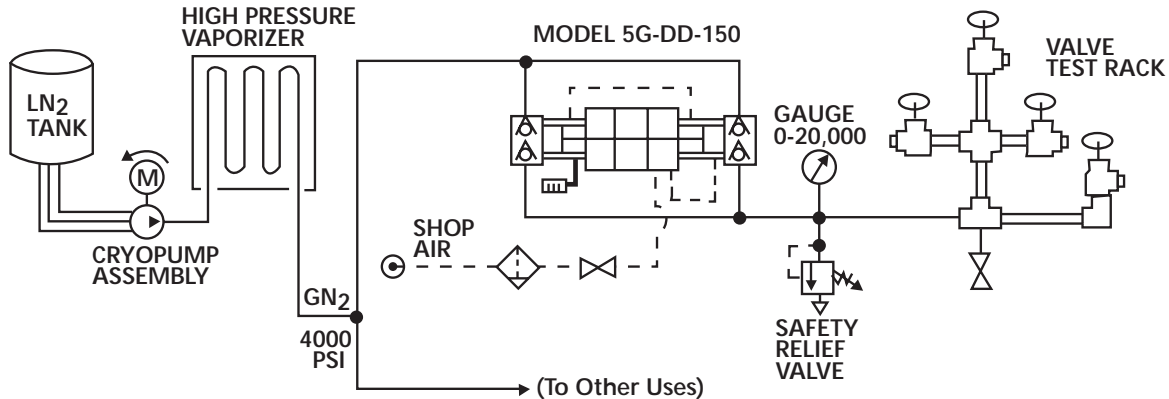 HIGH PRESSURE
VAPORIZER
MODEL 5G-DD-150
VALVE
TEST RACK
LN2
TANK
GAUGE
0-20,000
M
SHOP
AIR
CRYOPUMP
ASSEMBLY
GN2
4000
PSI
SAFETY
RELIEF
VALVE
(To Other Uses)